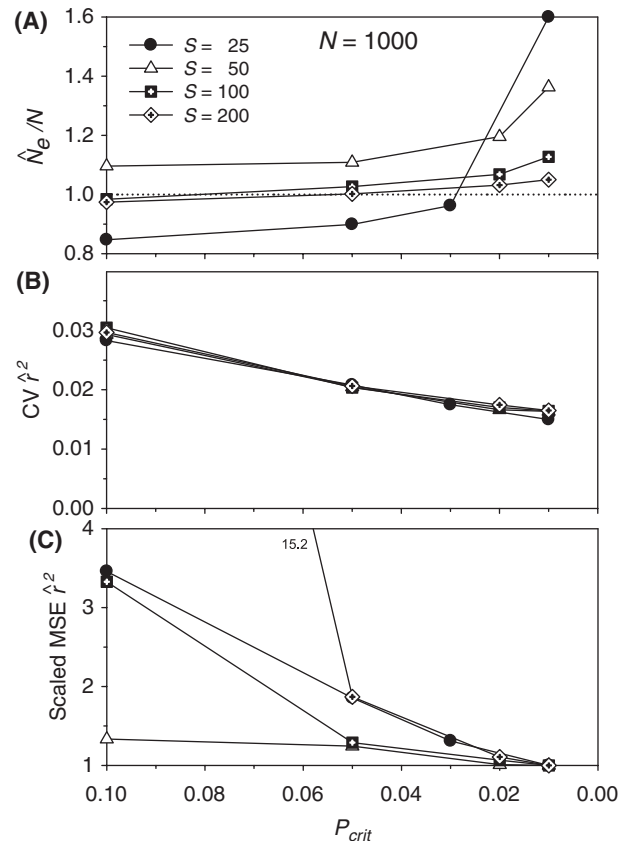 (A)
N = 1000
S = 25
S = 50
S = 100
S = 200
N̂e /N
1.6
1.4
1.2
1.0
0.8
(B)
CV r̂ 2
0.03
0.02
0.01
0.00
(C)
15.2
Scaled MSE r̂ 2
4
3
2
1
0.10 0.08 0.06 0.04 0.02 0.00
Pcrit